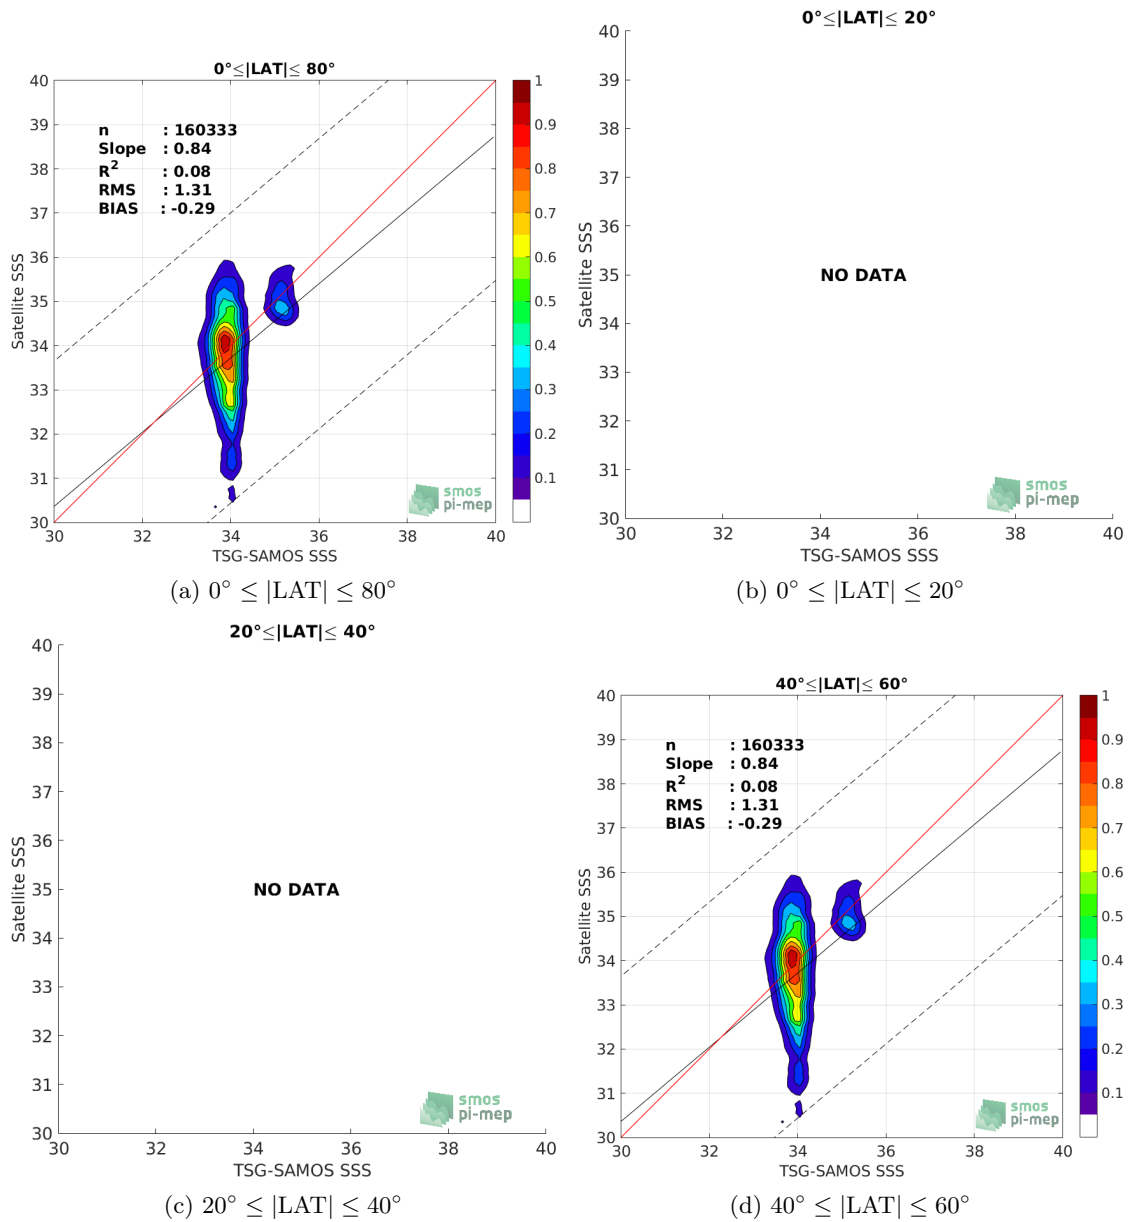 0°≤|LAT|≤ 80°
40
39
38
37
36
35
34
33
32
31
30
Satellite SSS
n : 160333
Slope : 0.84
R2 : 0.08
RMS : 1.31
BIAS : -0.29
smos
pi-mep
30 32 34 36 38 40
TSG-SAMOS SSS
1
0.9
0.8
0.7
0.6
0.5
0.4
0.3
0.2
0.1
(a) 0° ≤ |LAT| ≤ 80°
0°≤|LAT|≤ 20°
40
39
38
37
36
35
34
33
32
31
30
Satellite SSS
NO DATA
smos
pi-mep
30 32 34 36 38 40
TSG-SAMOS SSS
(b) 0° ≤ |LAT| ≤ 20°
20°≤|LAT|≤ 40°
40
39
38
37
36
35
34
33
32
31
30
Satellite SSS
NO DATA
smos
pi-mep
30 32 34 36 38 40
TSG-SAMOS SSS
(c) 20° ≤ |LAT| ≤ 40°
40°≤|LAT|≤ 60°
40
39
38
37
36
35
34
33
32
31
30
Satellite SSS
n : 160333
Slope : 0.84
R2 : 0.08
RMS : 1.31
BIAS : -0.29
smos
pi-mep
30 32 34 36 38 40
TSG-SAMOS SSS
1
0.9
0.8
0.7
0.6
0.5
0.4
0.3
0.2
0.1
(d) 40° ≤ |LAT| ≤ 60°